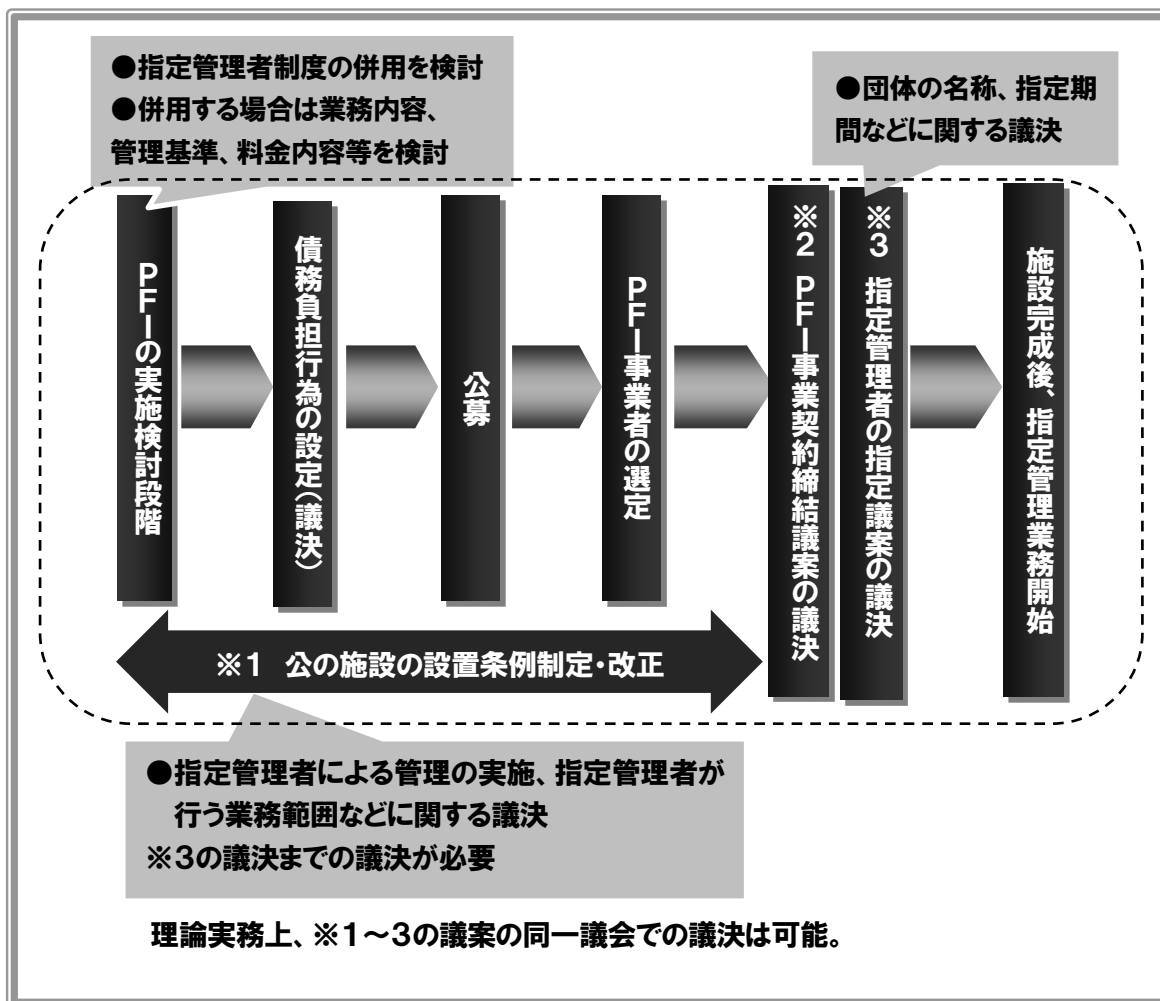 ●指定管理者制度の併用を検討
●併用する場合は業務内容、
管理基準、料金内容等を検討
●団体の名称、指定期
間などに関する議決
PFIの実施検討段階
債務負担行為の設定(議決)
公募
PFI事業者の選定
※2 PFI事業契約締結議案の議決
※3 指定管理者の指定議案の議決
施設完成後、指定管理業務開始
※1 公の施設の設置条例制定・改正
●指定管理者による管理の実施、指定管理者が
行う業務範囲などに関する議決
※3の議決までの議決が必要
理論実務上、※1～3の議案の同一議会での議決は可能。